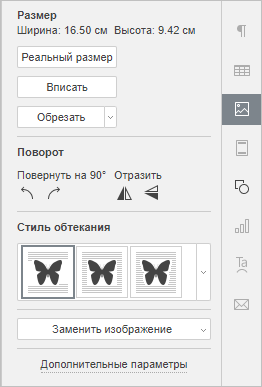 Размер
Ширина: 16.50 см Высота: 9.42 см
Реальный размер
Вписать
Обрезать
Поворот
Повернуть на 90° Отразить
Стиль обтекания
Заменить изображение
Дополнительные параметры
Ta